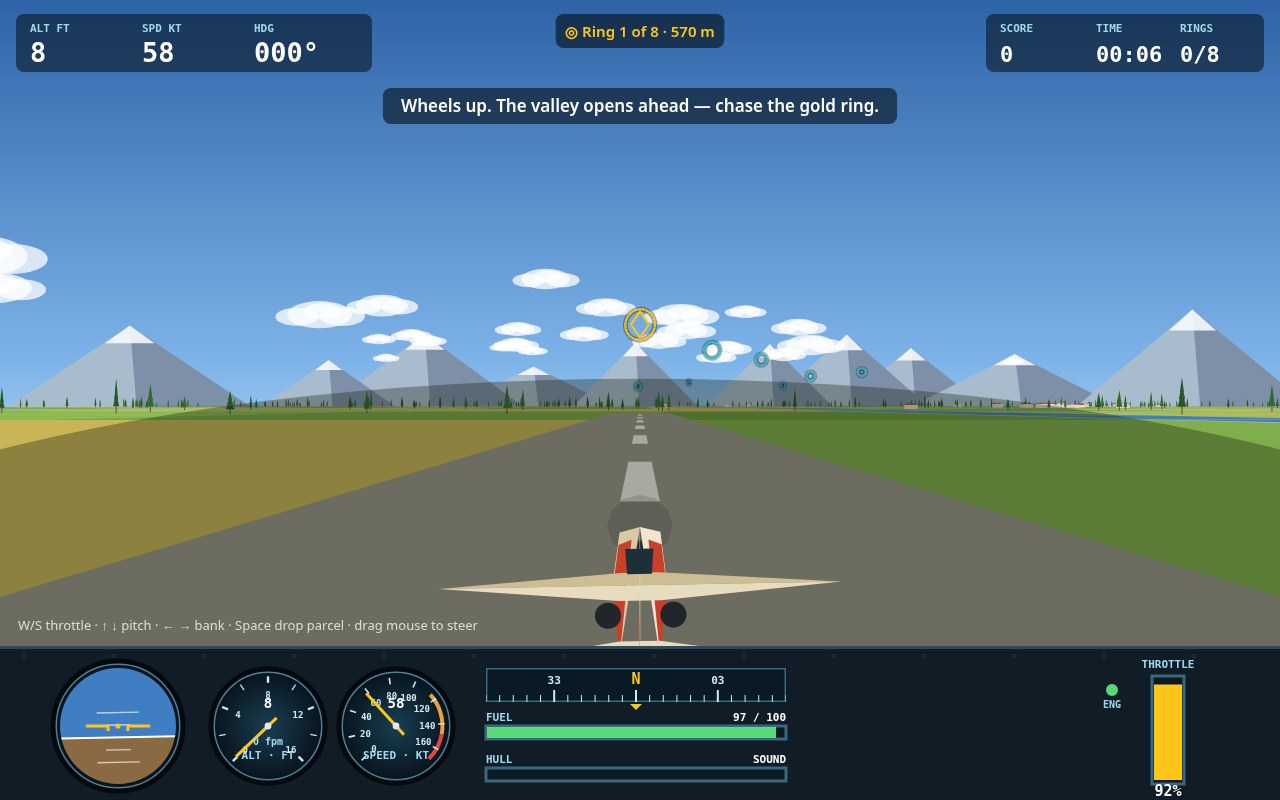 ALT FT SPD KT HDG
8 58 000°
◎ Ring 1 of 8 · 570 m
SCORE TIME RINGS
0 00:06 0/8
Wheels up. The valley opens ahead — chase the gold ring.
W/S throttle · ↑ ↓ pitch · ← → bank · Space drop parcel · drag mouse to steer
4 8 12 16
8
0 fpm
ALT · FT
0 20 40 60 80 100 120 140 160
58
SPEED · KT
33 N 03
FUEL 97 / 100
HULL SOUND
THROTTLE
ENG
92%